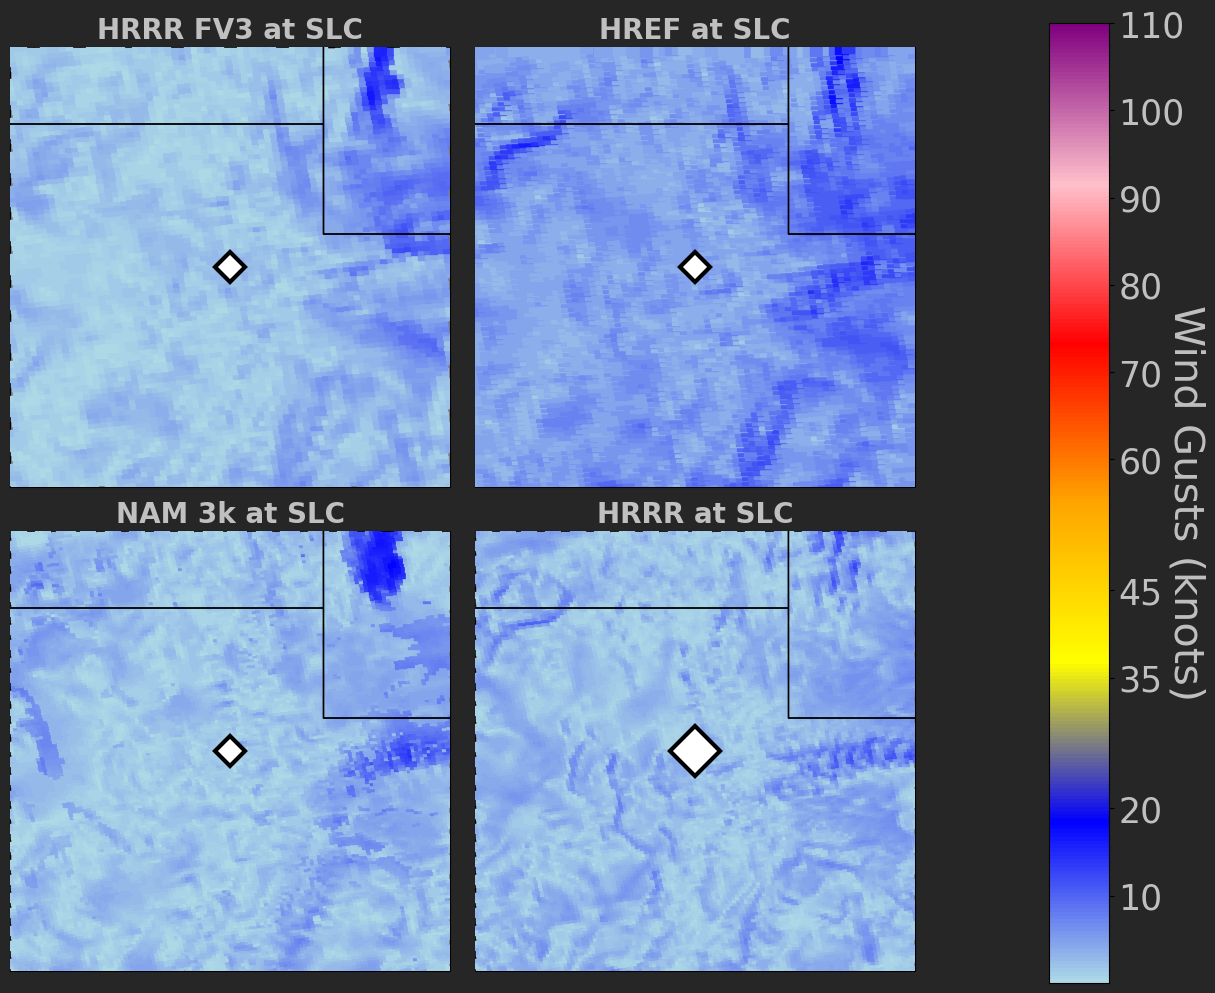 HRRR FV3 at SLC
HREF at SLC
NAM 3k at SLC
HRRR at SLC
110
100
90
80
70
60
45
35
20
10
Wind Gusts (knots)